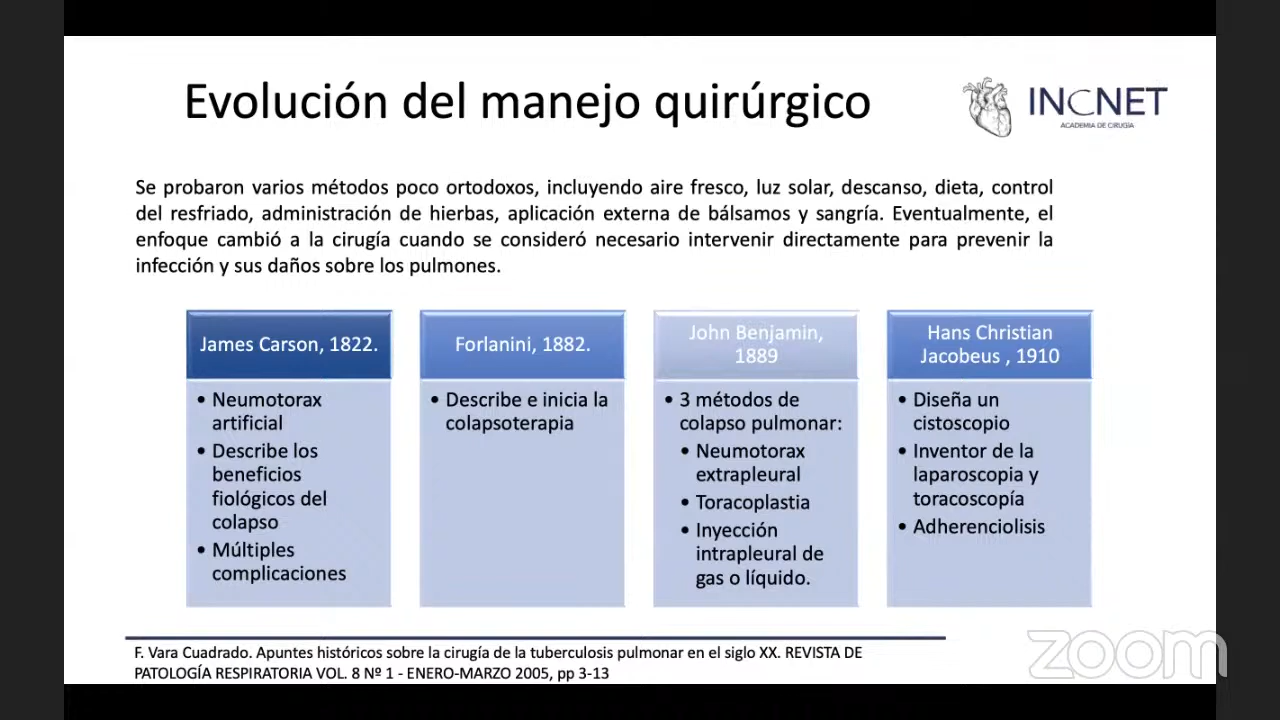 Evolución del manejo quirúrgico
INCNET
ACADEMIA DE CIRUGÍA
Se probaron varios métodos poco ortodoxos, incluyendo aire fresco, luz solar, descanso, dieta, control
del resfriado, administración de hierbas, aplicación externa de bálsamos y sangría. Eventualmente, el
enfoque cambió a la cirugía cuando se consideró necesario intervenir directamente para prevenir la
infección y sus daños sobre los pulmones.
James Carson, 1822.
• Neumotorax
artificial
• Describe los
beneficios
fiológicos del
colapso
• Múltiples
complicaciones
Forlanini, 1882.
• Describe e inicia la
colapsoterapia
John Benjamin,
1889
• 3 métodos de
colapso pulmonar:
• Neumotorax
extrapleural
• Toracoplastia
• Inyección
intrapleural de
gas o líquido.
Hans Christian
Jacobeus , 1910
• Diseña un
cistoscopio
• Inventor de la
laparoscopia y
toracoscopía
• Adherenciolisis
F. Vara Cuadrado. Apuntes históricos sobre la cirugía de la tuberculosis pulmonar en el siglo XX. REVISTA DE
PATOLOGÍA RESPIRATORIA VOL. 8 Nº 1 - ENERO-MARZO 2005, pp 3-13
zoom